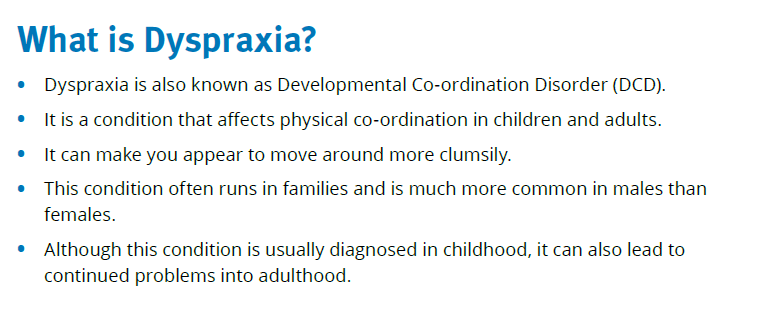 What is Dyspraxia?
• Dyspraxia is also known as Developmental Co-ordination Disorder (DCD).
• It is a condition that affects physical co-ordination in children and adults.
• It can make you appear to move around more clumsily.
• This condition often runs in families and is much more common in males than
females.
• Although this condition is usually diagnosed in childhood, it can also lead to
continued problems into adulthood.